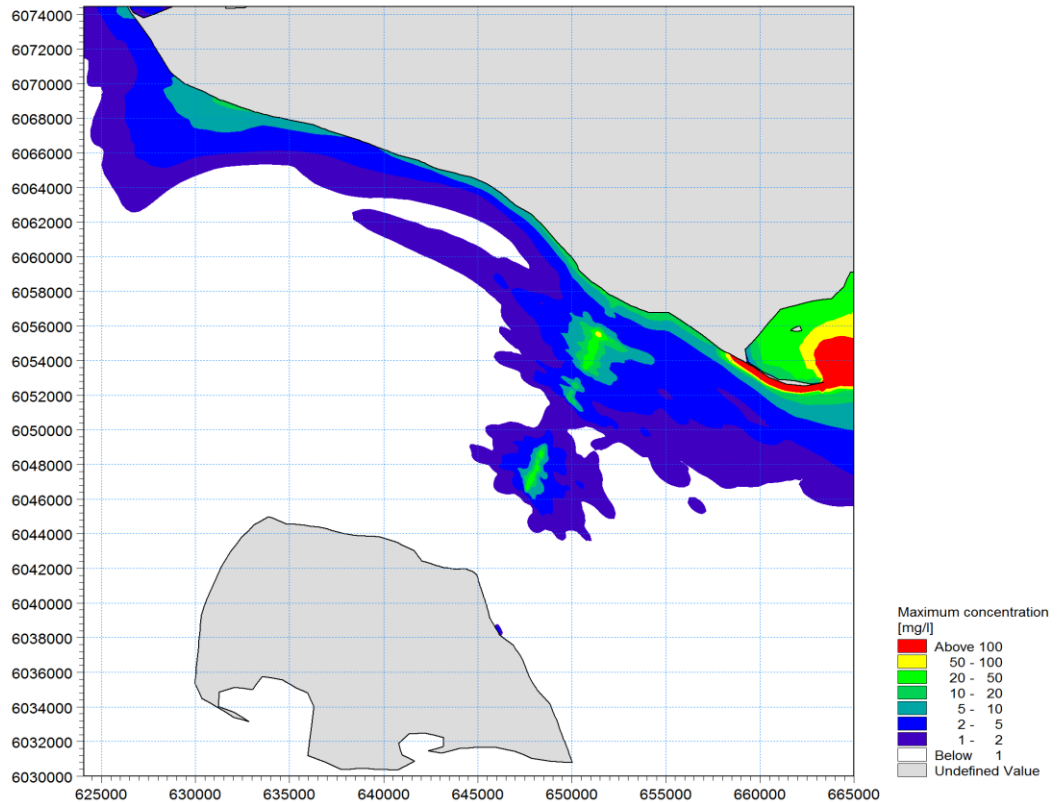 6074000
6072000
6070000
6068000
6066000
6064000
6062000
6060000
6058000
6056000
6054000
6052000
6050000
6048000
6046000
6044000
6042000
6040000
6038000
6036000
6034000
6032000
6030000
625000 630000 635000 640000 645000 650000 655000 660000 665000
Maximum concentration
[mg/l]
Above 100
50 - 100
20 - 50
10 - 20
5 - 10
2 - 5
1 - 2
Below 1
Undefined Value